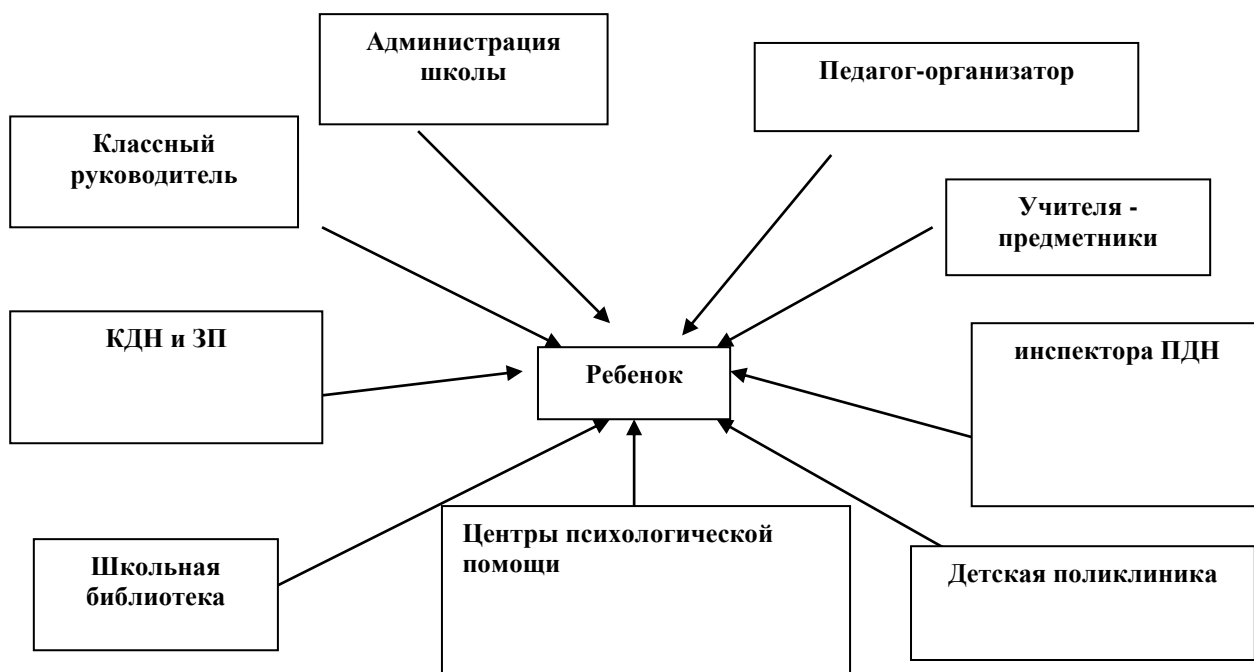 Администрация
школы
Педагог-организатор
Классный
руководитель
Учителя -
предметники
КДН и ЗП
инспектора ПДН
Ребенок
Центры психологической
помощи
Школьная
библиотека
Детская поликлиника